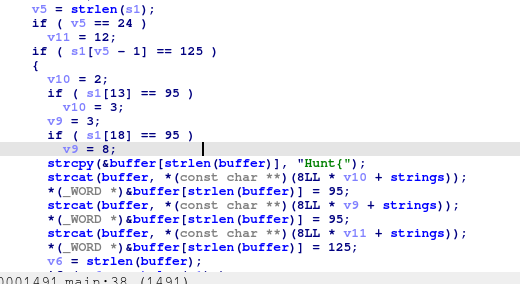 v5 = strlen(s1);
if ( v5 == 24 )
v11 = 12;
if ( s1[v5 - 1] == 125 )
{
v10 = 2;
if ( s1[13] == 95 )
v10 = 3;
v9 = 3;
if ( s1[18] == 95 )
v9 = 8;
strcpy(&buffer[strlen(buffer)], "Hunt{");
strcat(buffer, *(const char **)(8LL * v10 + strings));
*(_WORD *)&buffer[strlen(buffer)] = 95;
strcat(buffer, *(const char **)(8LL * v9 + strings));
*(_WORD *)&buffer[strlen(buffer)] = 95;
strcat(buffer, *(const char **)(8LL * v11 + strings));
*(_WORD *)&buffer[strlen(buffer)] = 125;
v6 = strlen(buffer);
0001491 main:38 (1491)